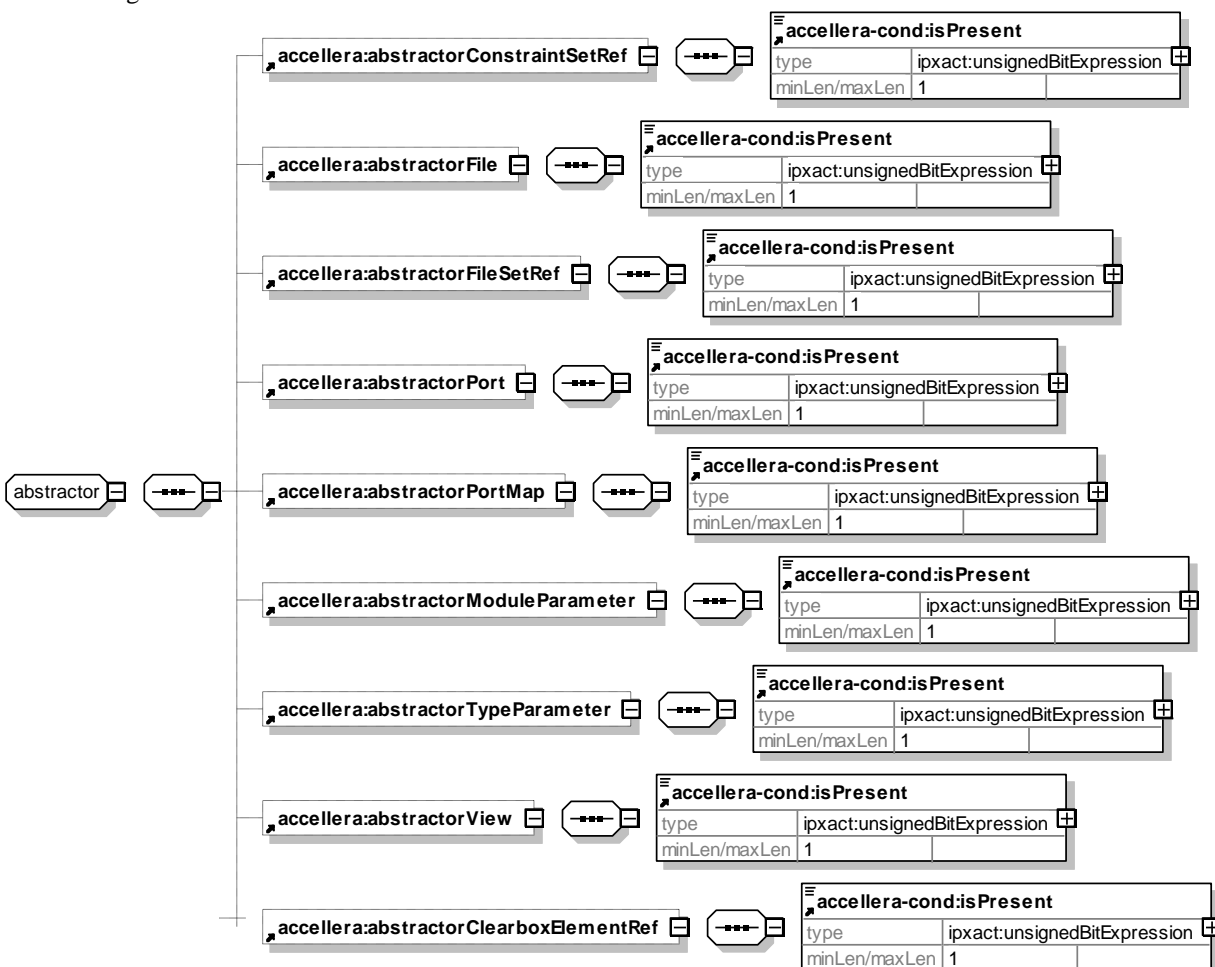 accellera-cond:isPresent
accellera:abstractorConstraintSetRef
type ipxact:unsignedBitExpression
minLen/maxLen 1
accellera-cond:isPresent
accellera:abstractorFile
type ipxact:unsignedBitExpression
minLen/maxLen 1
accellera-cond:isPresent
accellera:abstractorFileSetRef
type ipxact:unsignedBitExpression
minLen/maxLen 1
accellera-cond:isPresent
accellera:abstractorPort
type ipxact:unsignedBitExpression
minLen/maxLen 1
accellera-cond:isPresent
abstractor
accellera:abstractorPortMap
type ipxact:unsignedBitExpression
minLen/maxLen 1
accellera-cond:isPresent
accellera:abstractorModuleParameter
type ipxact:unsignedBitExpression
minLen/maxLen 1
accellera-cond:isPresent
accellera:abstractorTypeParameter
type ipxact:unsignedBitExpression
minLen/maxLen 1
accellera-cond:isPresent
accellera:abstractorView
type ipxact:unsignedBitExpression
minLen/maxLen 1
accellera-cond:isPresent
accellera:abstractorClearboxElementRef
type ipxact:unsignedBitExpression
minLen/maxLen 1